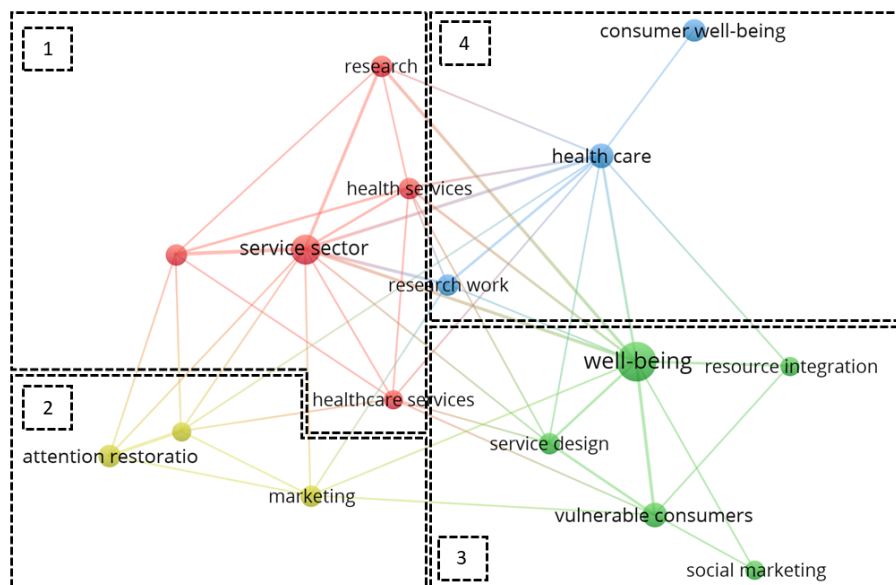 1
4
consumer well-being
research
health care
health services
service sector
research work
well-being
resource integration
2
healthcare services
service design
attention restoratio
marketing
vulnerable consumers
3
social marketing